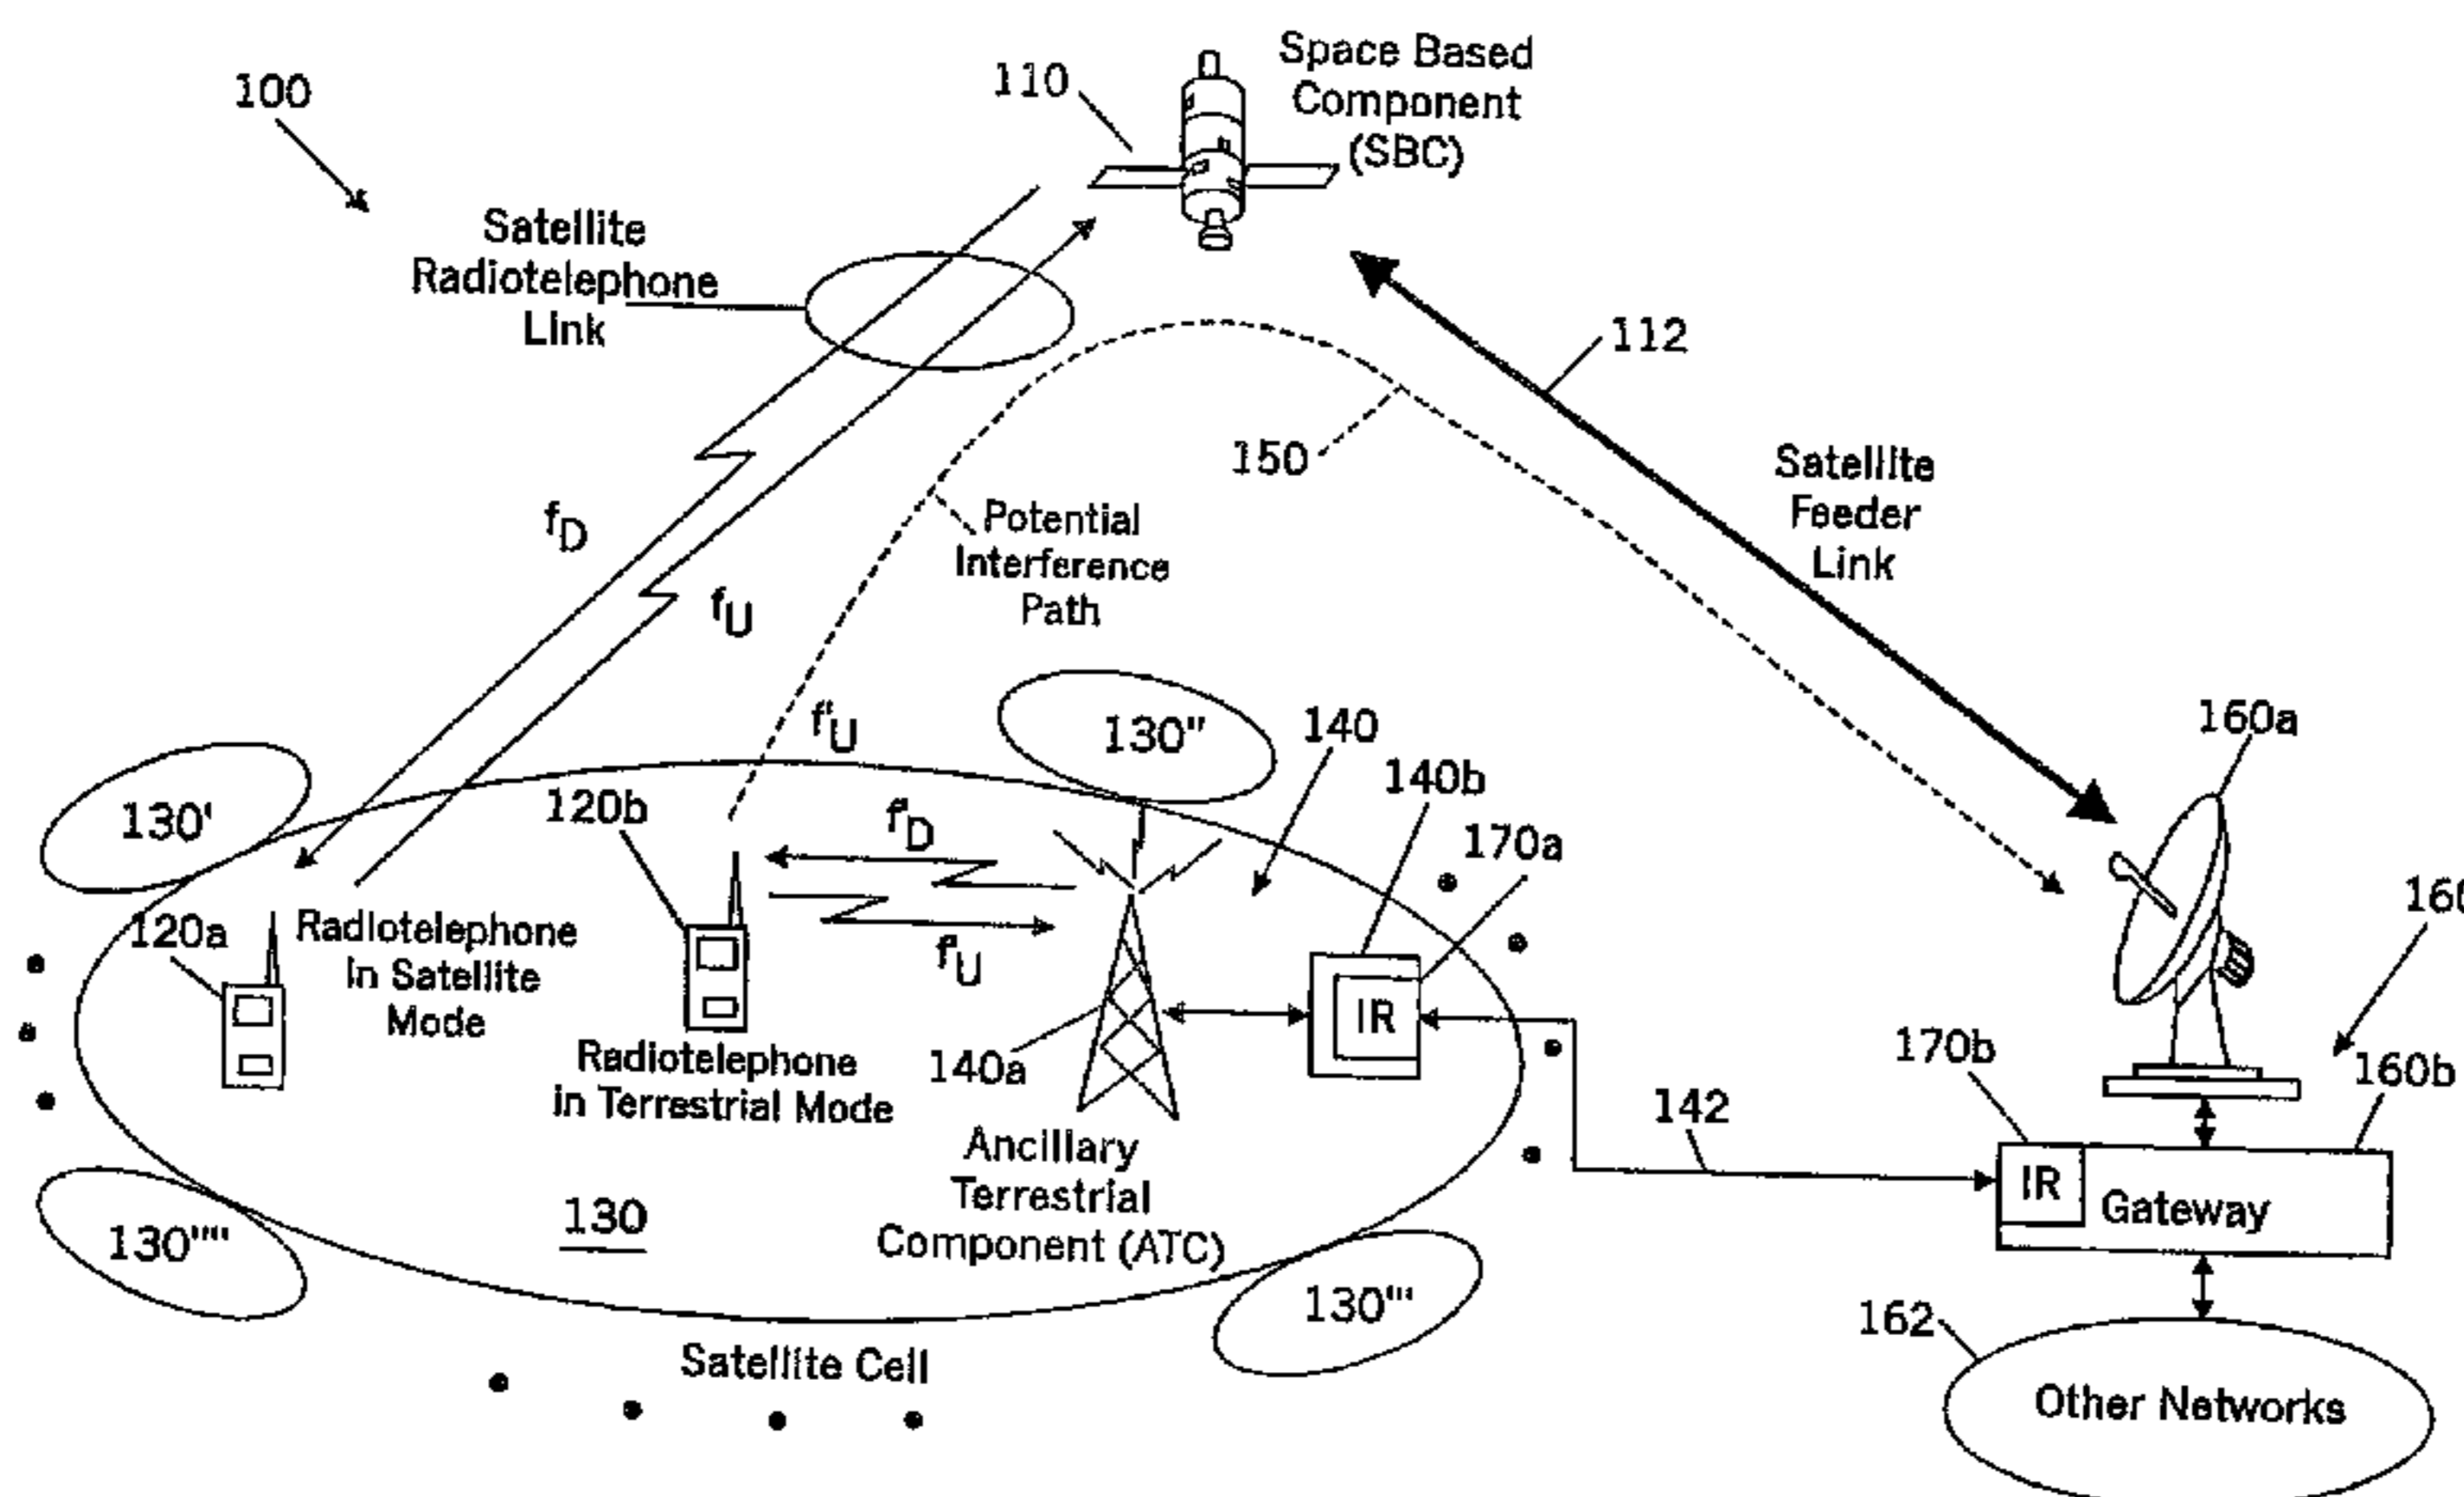 100
110
Space Based
Component
(SBC)
Satellite
Radiotelephone
Link
112
150
Satellite
Feeder
Link
fD
fU
Potential
Interference
Path
f'U
130'
130"
140
140b
170a
160a
120b
f'D
f'U
120a
Radiotelephone
in Satellite
Mode
IR
140a
Radiotelephone
in Terrestrial Mode
Ancillary
Terrestrial
Component (ATC)
142
170b
160b
IR
Gateway
130
130""
130"'
Satellite Cell
162
Other Networks